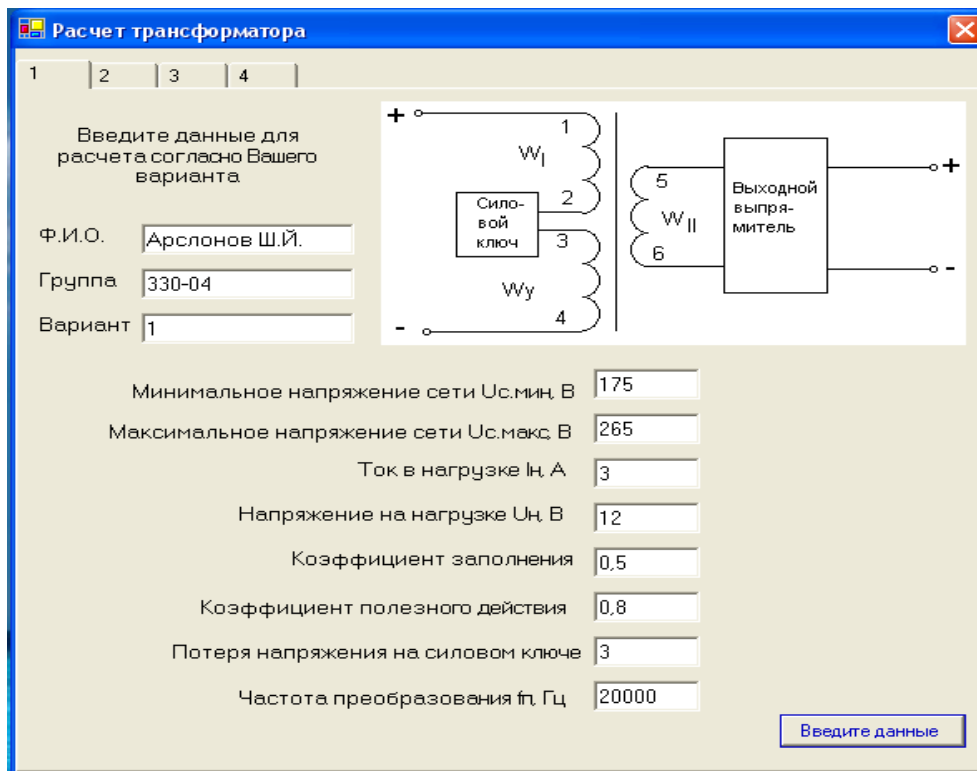 Расчет трансформатора
1 2 3 4
Введите данные для
расчета согласно Вашего
варианта
Ф.И.О. Арслонов Ш.Й.
Группа 330-04
Вариант 1
+
1
W I
2
Сило-
вой
ключ
3
Wy
4
-
5
W II
6
Выходной
выпря-
митель
+
-
Минимальное напряжение сети Uс.мин, В 175
Максимальное напряжение сети Uс.макс, В 265
Ток в нагрузке Iн, А 3
Напряжение на нагрузке Uн, В 12
Коэффициент заполнения 0,5
Коэффициент полезного действия 0,8
Потеря напряжения на силовом ключе 3
Частота преобразования fп, Гц 20000
Введите данные